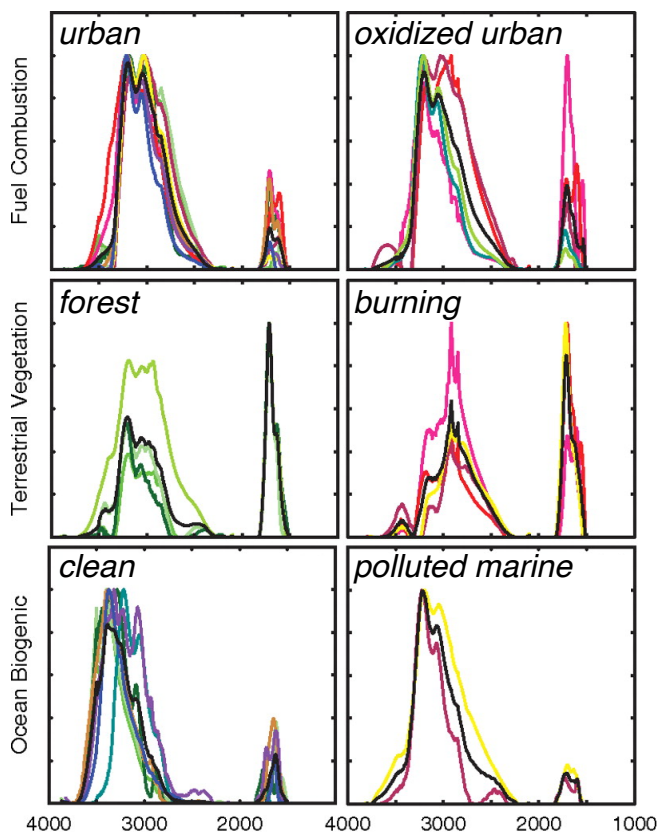 urban
oxidized urban
Fuel Combustion
forest
burning
Terrestrial Vegetation
clean
polluted marine
Ocean Biogenic
4000 3000 2000 4000 3000 2000 1000